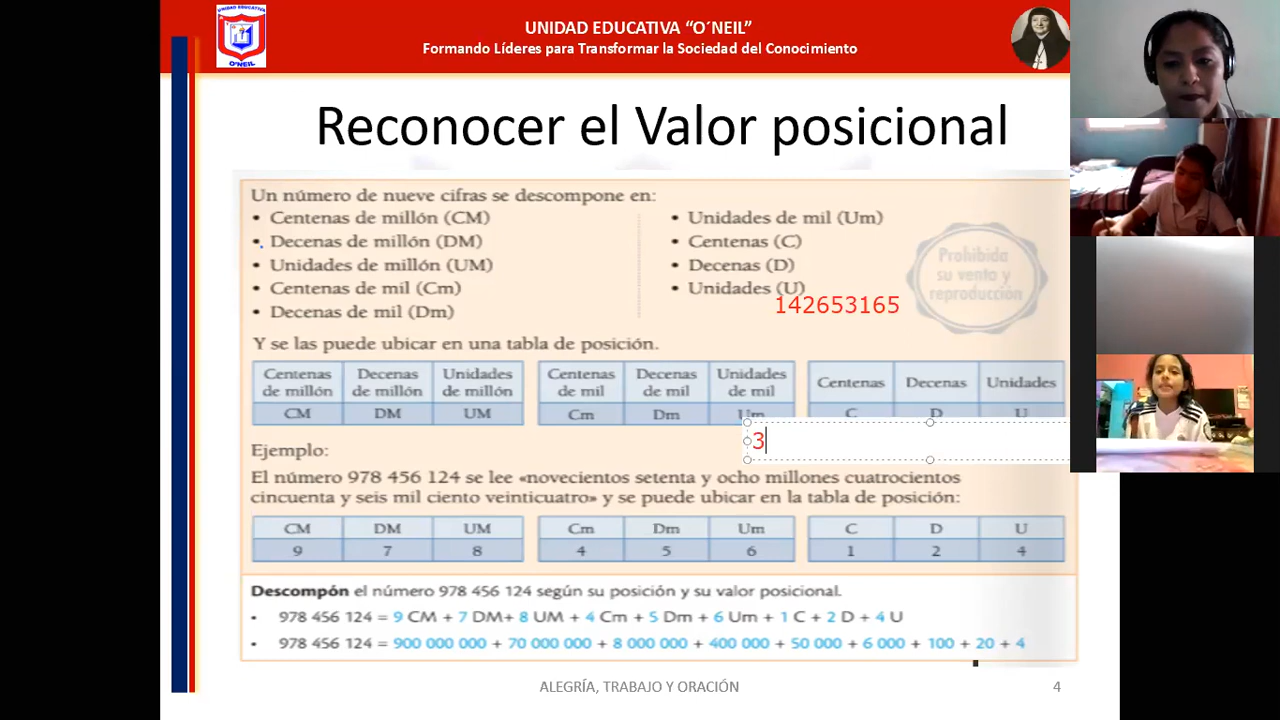 UNIDAD EDUCATIVA
O´NEIL
UNIDAD EDUCATIVA “O´NEIL”
Formando Líderes para Transformar la Sociedad del Conocimiento
Reconocer el Valor posicional
Un número de nueve cifras se descompone en:
• Centenas de millón (CM)
• Decenas de millón (DM)
• Unidades de millón (UM)
• Centenas de mil (Cm)
• Decenas de mil (Dm)
• Unidades de mil (Um)
• Centenas (C)
• Decenas (D)
• Unidades (U)
142653165
Prohibida
su venta y
reproducción
Y se las puede ubicar en una tabla de posición.
Centenas de millón Decenas de millón Unidades de millón Centenas de mil Decenas de mil Unidades de mil Centenas Decenas Unidades
CM DM UM Cm Dm Um C D U
3
Ejemplo:
El número 978 456 124 se lee «novecientos setenta y ocho millones cuatrocientos
cincuenta y seis mil ciento veinticuatro» y se puede ubicar en la tabla de posición:
CM DM UM Cm Dm Um C D U
9 7 8 4 5 6 1 2 4
Descompón el número 978 456 124 según su posición y su valor posicional.
• 978 456 124 = 9 CM + 7 DM+ 8 UM + 4 Cm + 5 Dm + 6 Um + 1 C + 2 D + 4 U
• 978 456 124 = 900 000 000 + 70 000 000 + 8 000 000 + 400 000 + 50 000 + 6 000 + 100 + 20 + 4
ALEGRÍA, TRABAJO Y ORACIÓN
4